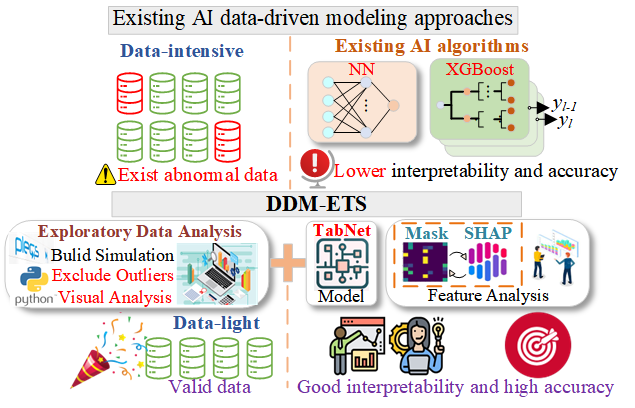 Existing AI data-driven modeling approaches
Data-intensive
Exist abnormal data
Existing AI algorithms
NN
XGBoost
y_{l-1}
y_l
Lower interpretability and accuracy
DDM-ETS
Exploratory Data Analysis
plecs
Bulid Simulation
Exclude Outliers
python
Visual Analysis
TabNet
Model
Mask
SHAP
Feature Analysis
Data-light
Valid data
Good interpretability and high accuracy